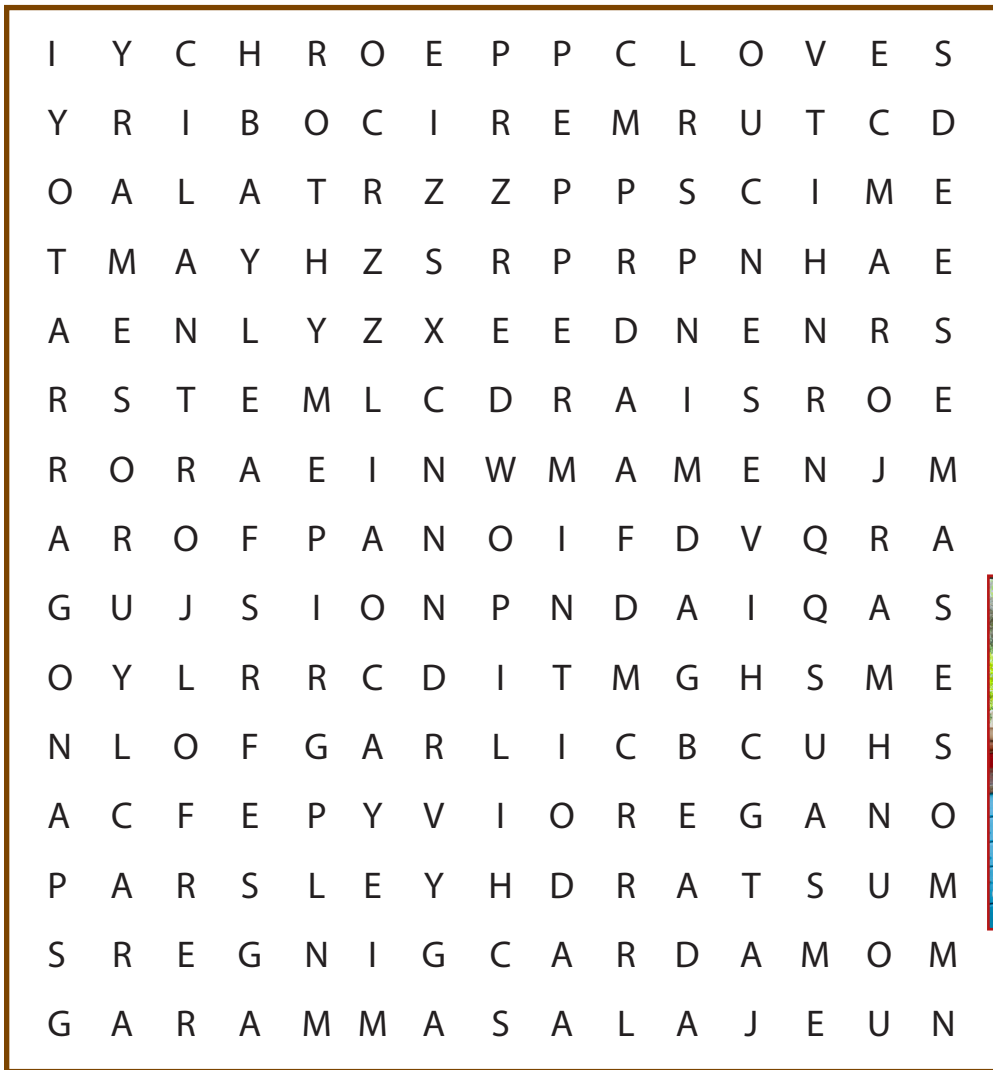 I Y C H R O E P P C L O V E S
Y R I B O C I R E M R U T C D
O A L A T R Z Z P P S C I M E
T M A Y H Z S R P R P N H A E
A E N L Y Z X E E D N E N R S
R S T E M L C D R A I S R O E
R O R A E I N W M A M E N J M
A R O F P A N O I F D V Q R A
G U J S I O N P N D A I Q A S
O Y L R R C D I T M G H S M E
N L O F G A R L I C B C U H S
A C F E P Y V I O R E G A N O
P A R S L E Y H D R A T S U M
S R E G N I G C A R D A M O M
G A R A M M A S A L A J E U N